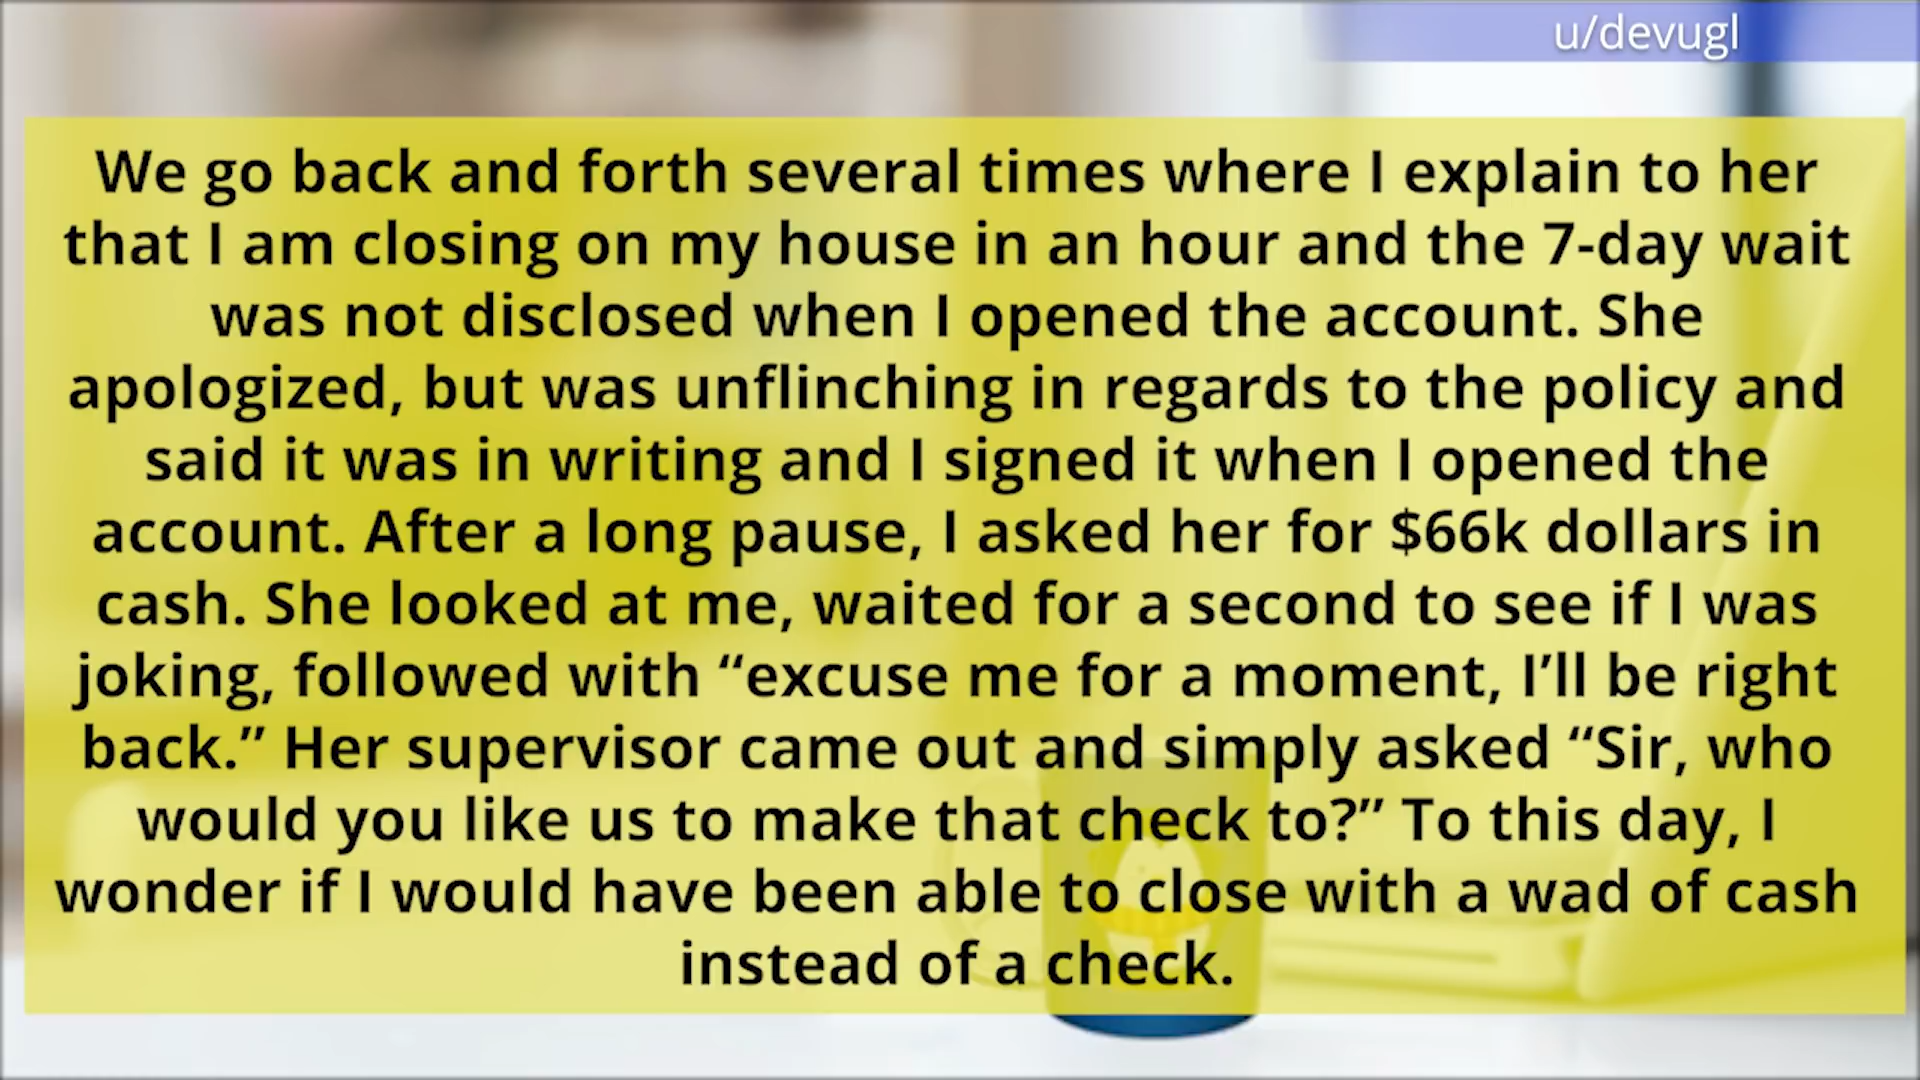 u/devugl
We go back and forth several times where I explain to her
that I am closing on my house in an hour and the 7-day wait
was not disclosed when I opened the account. She
apologized, but was unflinching in regards to the policy and
said it was in writing and I signed it when I opened the
account. After a long pause, I asked her for $66k dollars in
cash. She looked at me, waited for a second to see if I was
joking, followed with “excuse me for a moment, I’ll be right
back.” Her supervisor came out and simply asked “Sir, who
would you like us to make that check to?” To this day, I
wonder if I would have been able to close with a wad of cash
instead of a check.